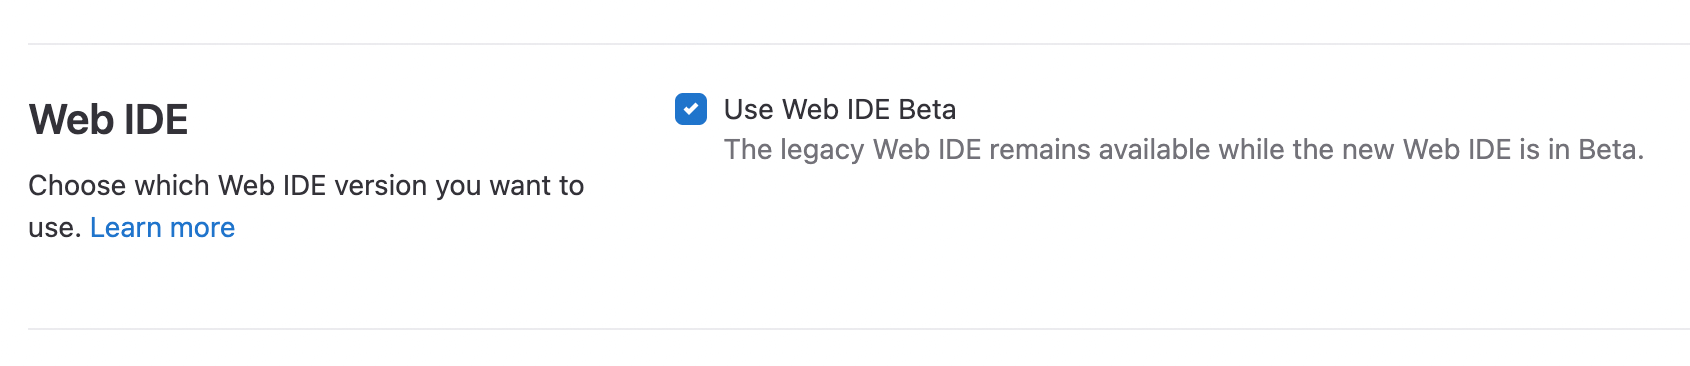 Web IDE
Choose which Web IDE version you want to
use. Learn more
Use Web IDE Beta
The legacy Web IDE remains available while the new Web IDE is in Beta.